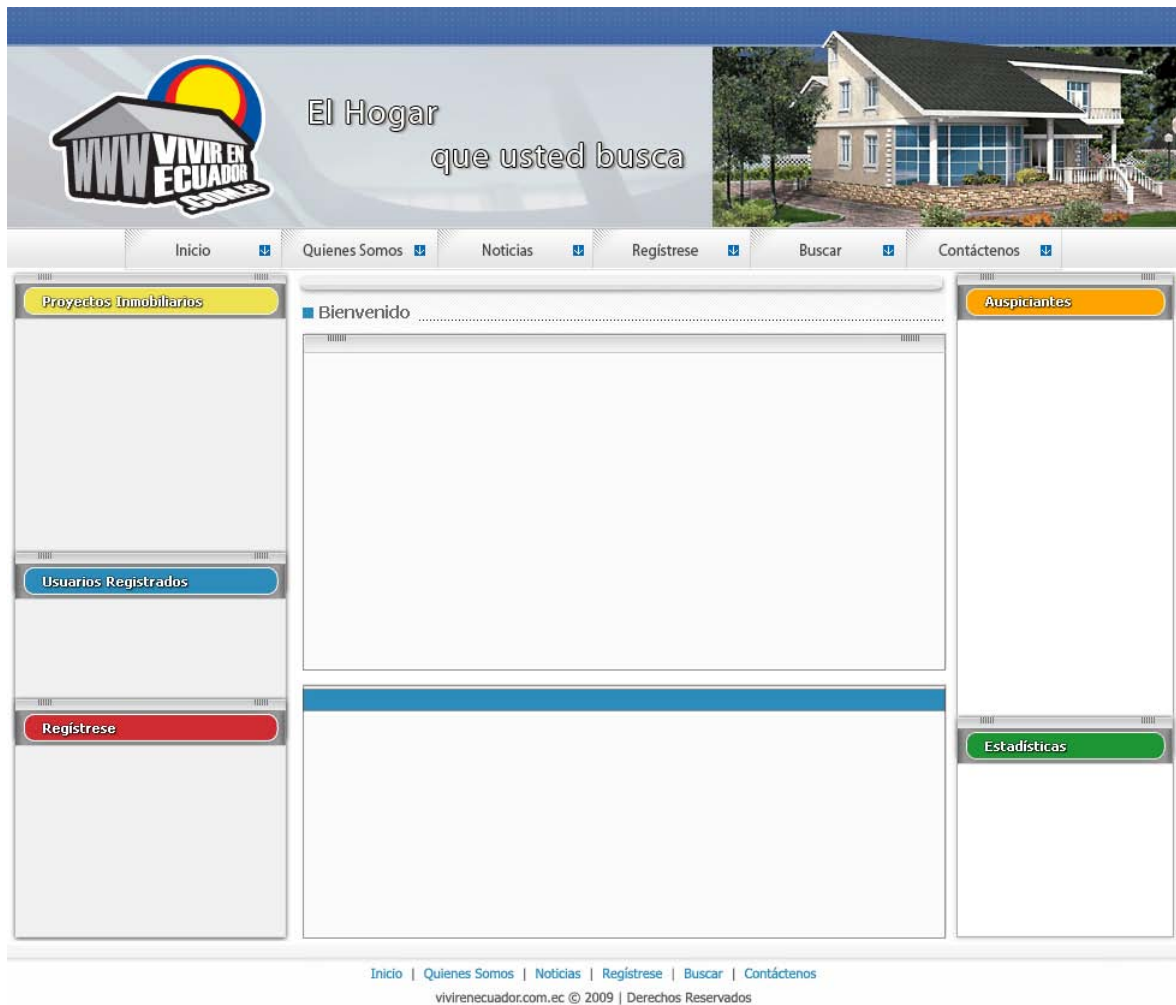 WWW VIVIR EN
ECUADOR
.COM.EC
El Hogar
que usted busca
Inicio
Quienes Somos
Noticias
Regístrese
Buscar
Contáctenos
Proyectos Inmobiliarios
Usuarios Registrados
Regístrese
Bienvenido
Auspiciantes
Estadísticas
Inicio | Quienes Somos | Noticias | Regístrese | Buscar | Contáctenos
vivirenecuador.com.ec © 2009 | Derechos Reservados